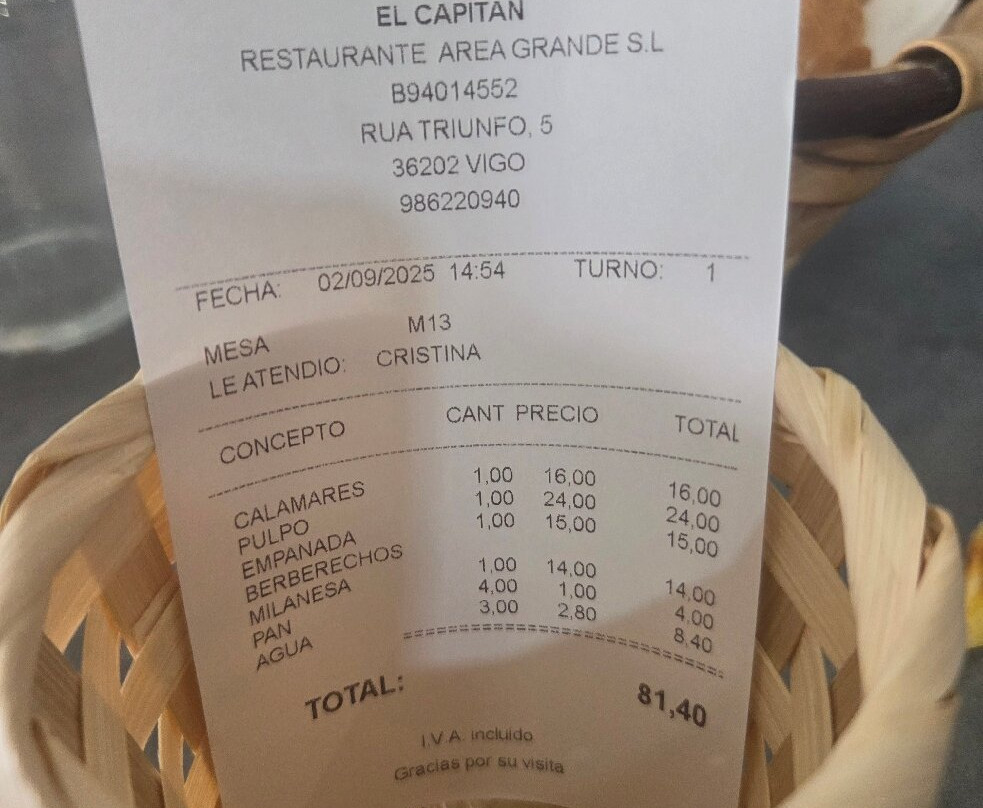 EL CAPITAN
RESTAURANTE AREA GRANDE S.L
B94014552
RUA TRIUNFO, 5
36202 VIGO
986220940
FECHA: 02/09/2025 14:54 TURNO: 1
MESA M13
LE ATENDIO: CRISTINA
CONCEPTO CANT PRECIO TOTAL
CALAMARES 1,00 16,00 16,00
PULPO 1,00 24,00 24,00
EMPANADA 1,00 15,00 15,00
BERBERECHOS
MILANESA 1,00 14,00 14,00
PAN 4,00 1,00 4,00
AGUA 3,00 2,80 8,40
TOTAL: 81,40
I.V.A. incluido
Gracias por su visita